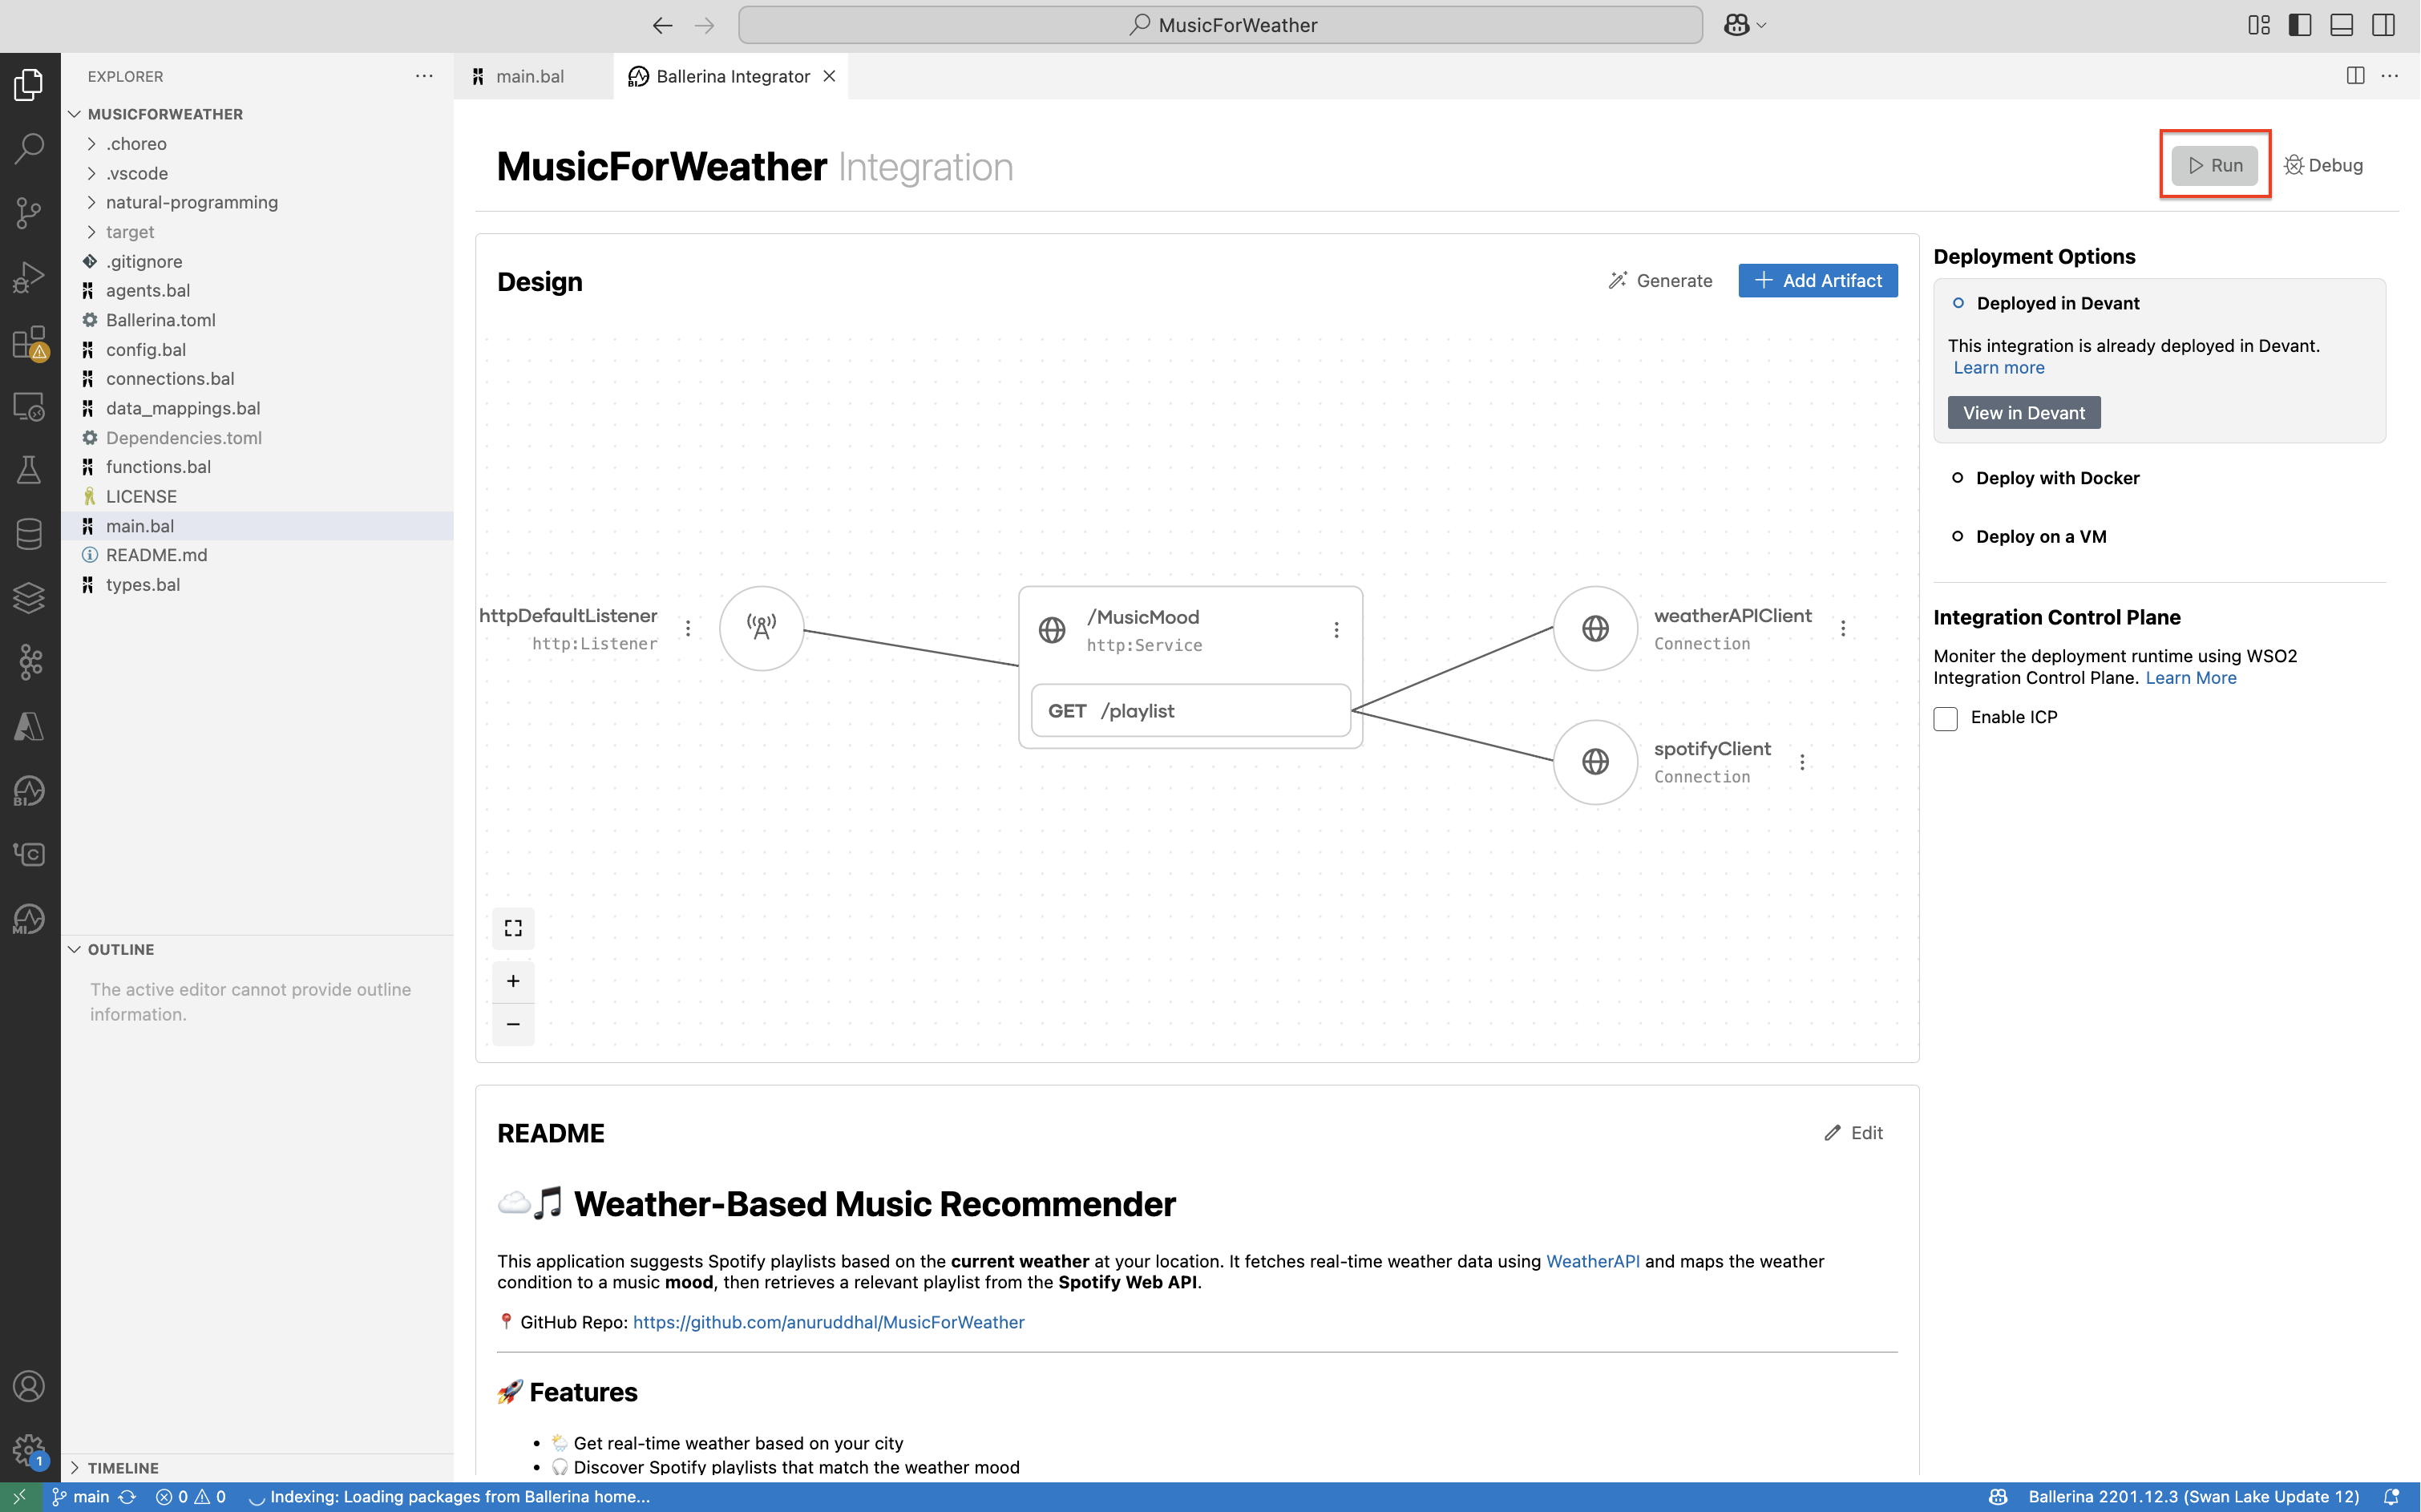 MusicForWeather
EXPLORER
MUSICFORWEATHER
.choreo
.vscode
natural-programming
target
.gitignore
agents.bal
Ballerina.toml
config.bal
connections.bal
data_mappings.bal
Dependencies.toml
functions.bal
LICENSE
main.bal
README.md
types.bal
OUTLINE
The active editor cannot provide outline
information.
TIMELINE
main.bal
Ballerina Integrator
MusicForWeather Integration
Run
Debug
Design
Generate
Add Artifact
httpDefaultListener
http:Listener
/MusicMood
http:Service
GET /playlist
weatherAPIClient
Connection
spotifyClient
Connection
Deployment Options
Deployed in Devant
This integration is already deployed in Devant.
Learn more
View in Devant
Deploy with Docker
Deploy on a VM
Integration Control Plane
Moniter the deployment runtime using WSO2
Integration Control Plane. Learn More
Enable ICP
README
Edit
Weather-Based Music Recommender
This application suggests Spotify playlists based on the current weather at your location. It fetches real-time weather data using WeatherAPI and maps the weather
condition to a music mood, then retrieves a relevant playlist from the Spotify Web API.
GitHub Repo: https://github.com/anuruddhal/MusicForWeather
Features
Get real-time weather based on your city
Discover Spotify playlists that match the weather mood
BI
MI
1
main
0
0
Indexing: Loading packages from Ballerina home...
Ballerina 2201.12.3 (Swan Lake Update 12)